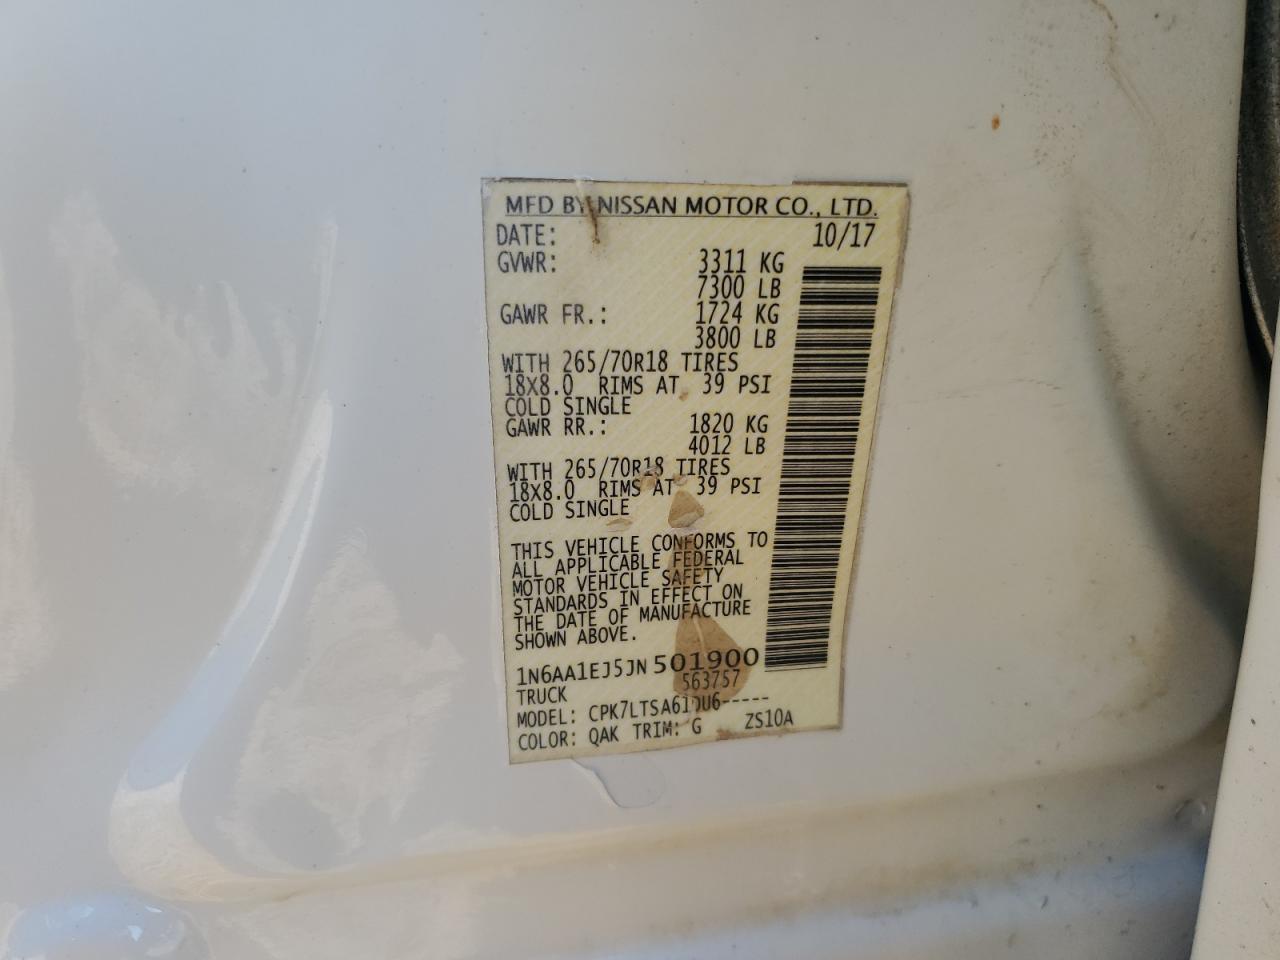 MFD BY NISSAN MOTOR CO., LTD.
DATE: 10/17
GVWR: 3311 KG
7300 LB
GAWR FR.: 1724 KG
3800 LB
WITH 265/70R18 TIRES
18X8.0 RIMS AT 39 PSI
COLD SINGLE
GAWR RR.: 1820 KG
4012 LB
WITH 265/70R18 TIRES
18X8.0 RIMS AT 39 PSI
COLD SINGLE
THIS VEHICLE CONFORMS TO
ALL APPLICABLE FEDERAL
MOTOR VEHICLE SAFETY
STANDARDS IN EFFECT ON
THE DATE OF MANUFACTURE
SHOWN ABOVE.
1N6AA1EJ5JN501900
TRUCK 563757
MODEL:
COLOR: QAK TRIM: G ZS10A